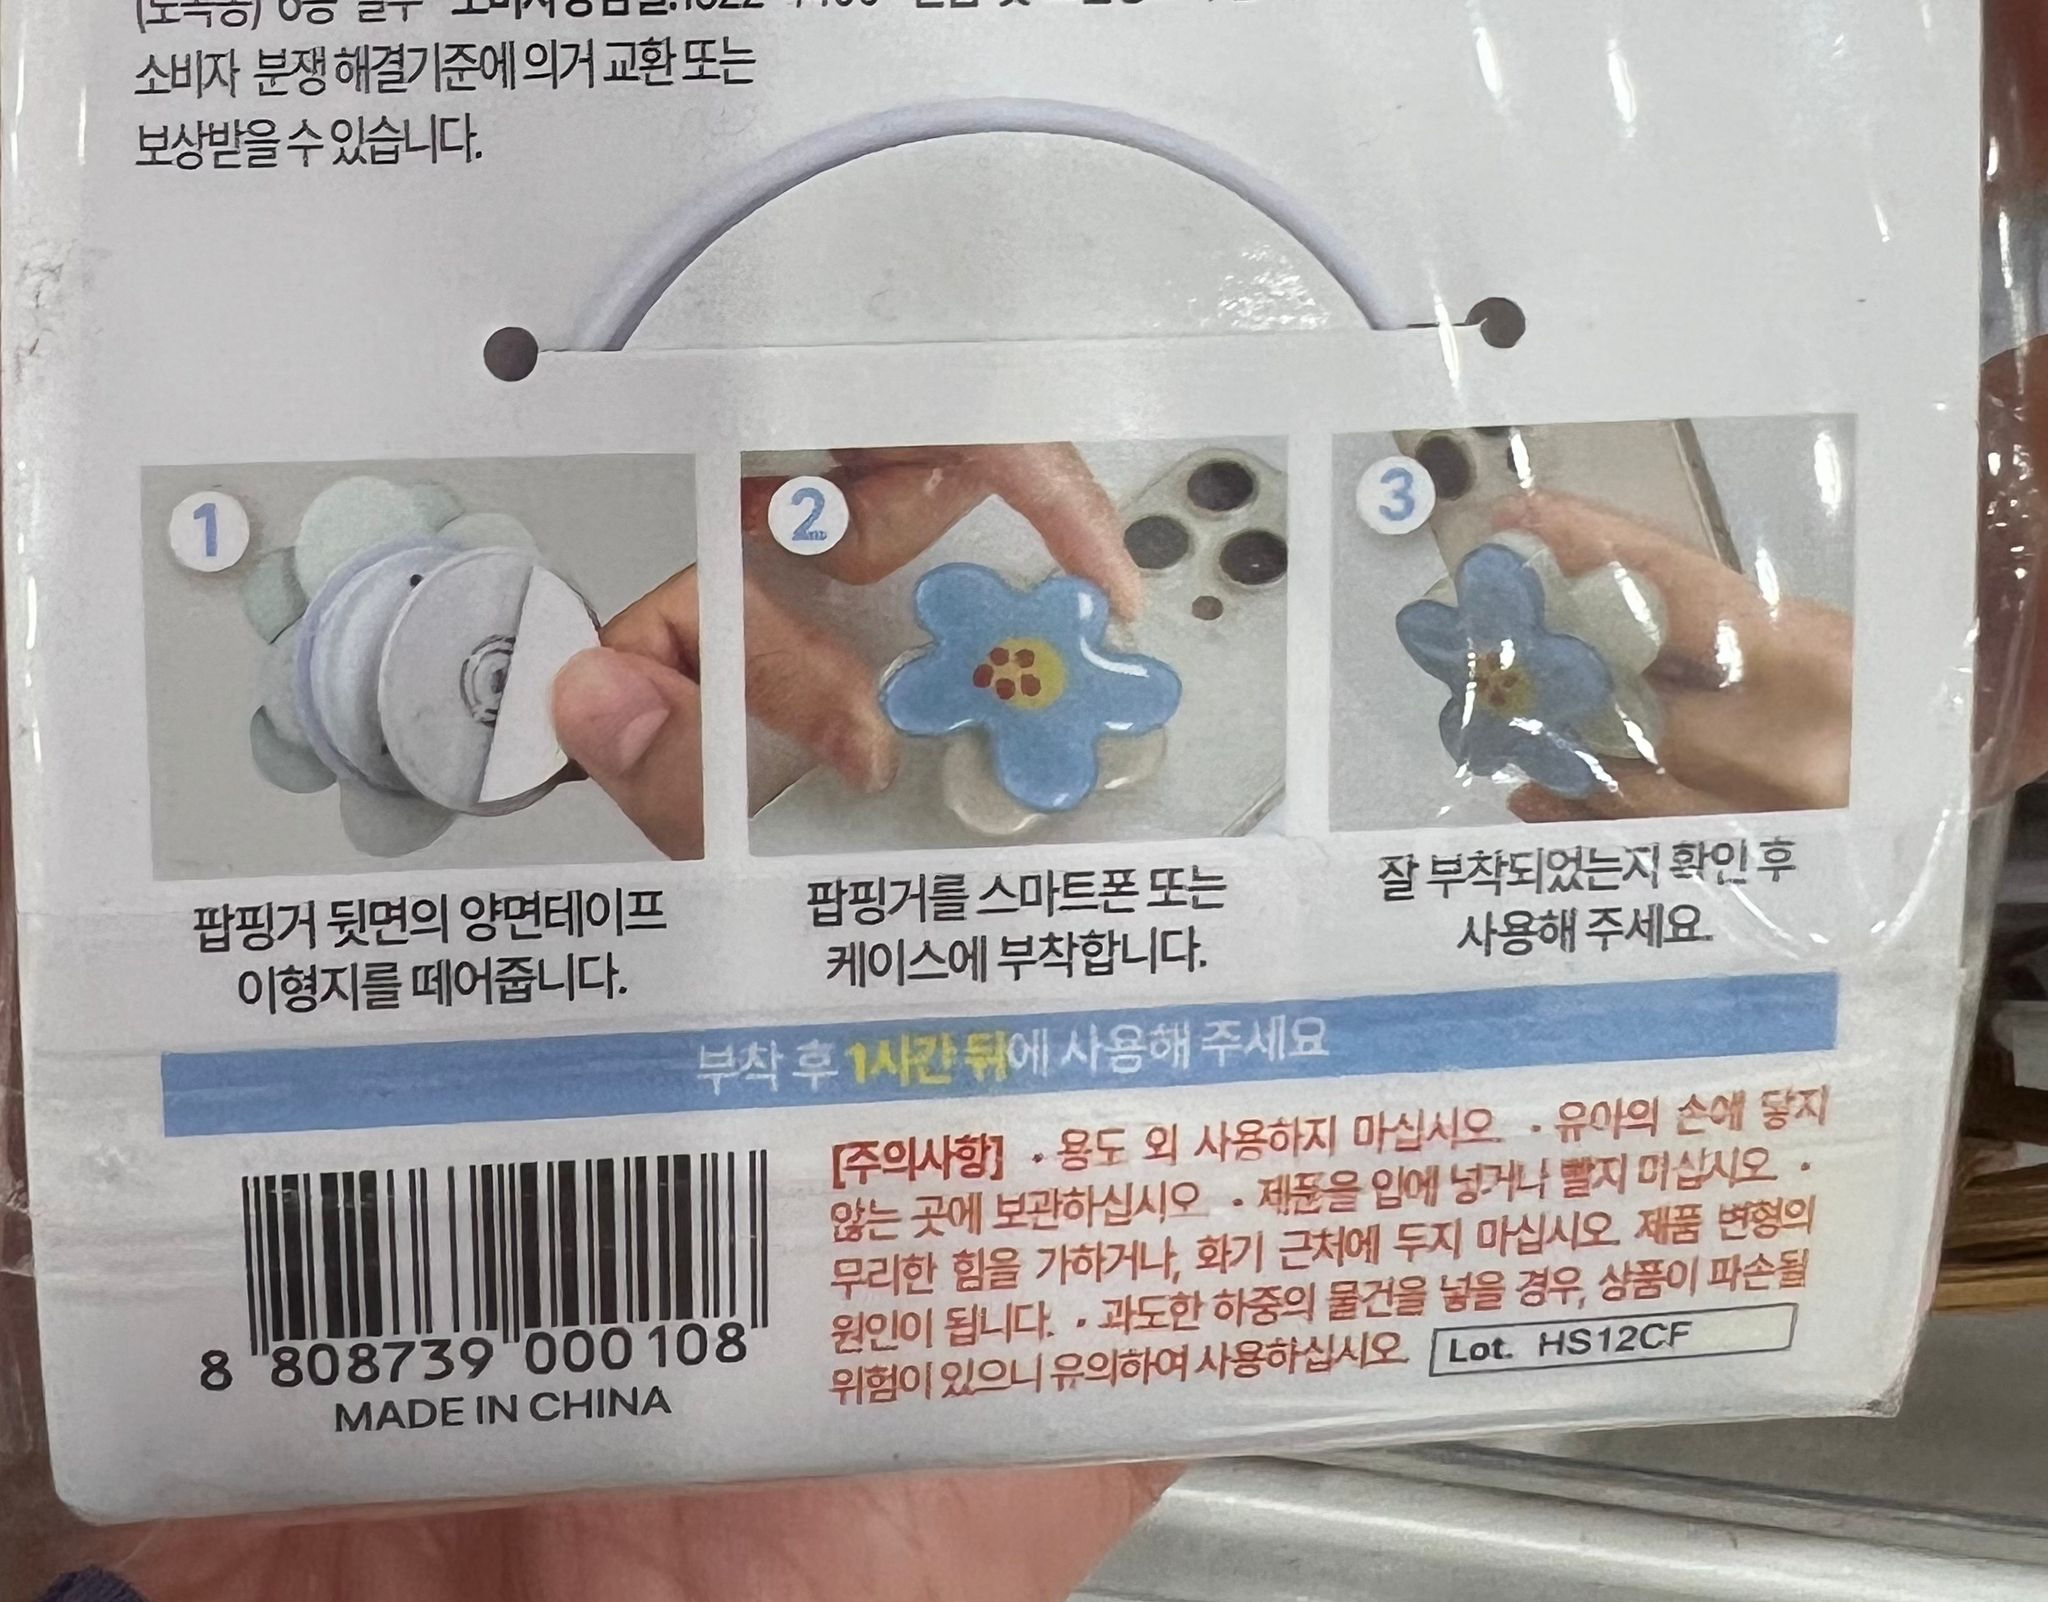 소비자 분쟁해결기준에 의거 교환 또는
보상받을 수 있습니다.
1
2
3
팝핑거 뒷면의 양면테이프
이형지를 떼어줍니다.
팝핑거를 스마트폰 또는
케이스에 부착합니다.
잘 부착되었는지 확인 후
사용해 주세요.
부착 후 1시간 뒤에 사용해 주세요
[주의사항] · 용도 외 사용하지 마십시오 · 유아의 손에 닿지
않는 곳에 보관하십시오 · 제품을 입에 넣거나 빨지 마십시오 ·
무리한 힘을 가하거나, 화기 근처에 두지 마십시오 제품 변형의
원인이 됩니다. · 과도한 하중의 물건을 넣을 경우, 상품이 파손될
위험이 있으니 유의하여 사용하십시오
Lot. HS12CF
8 808739 000108
MADE IN CHINA